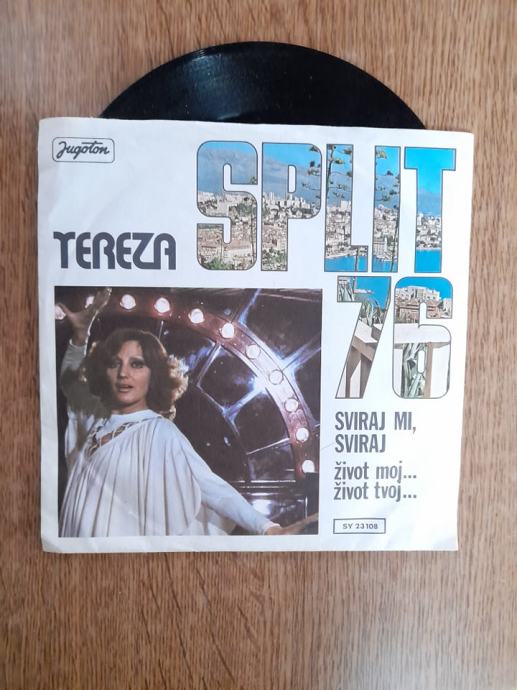 Jugoton
TEREZA
SPLIT
76
SVIRAJ MI,
SVIRAJ
život moj...
život tvoj...
SY 23108